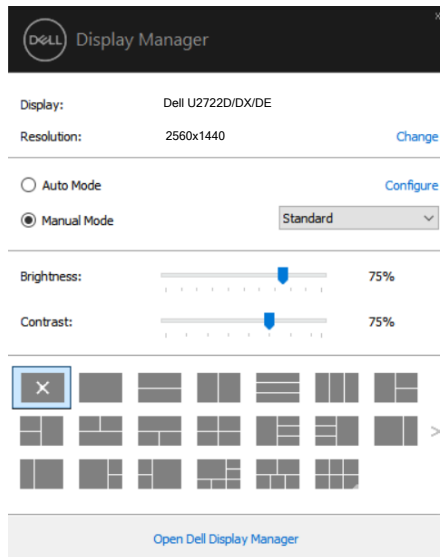 x
DELL Display Manager
Display: Dell U2722D/DX/DE
Resolution: 2560x1440 Change
Auto Mode Configure
Manual Mode Standard
Brightness: 75%
Contrast: 75%
Open Dell Display Manager